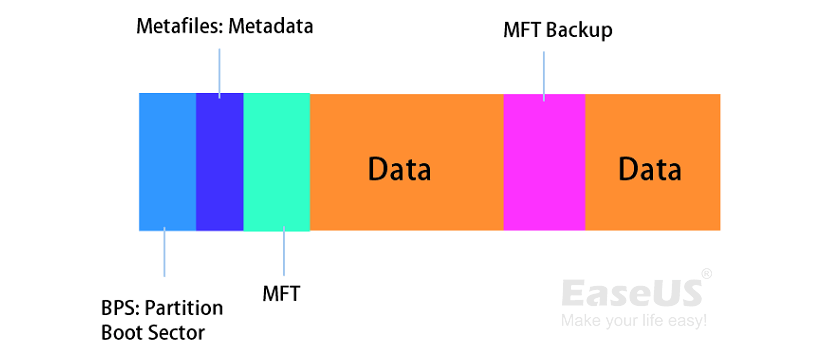 Metafiles: Metadata
MFT Backup
Data
Data
BPS: Partition
Boot Sector
MFT
EaseUS®
Make your life easy!